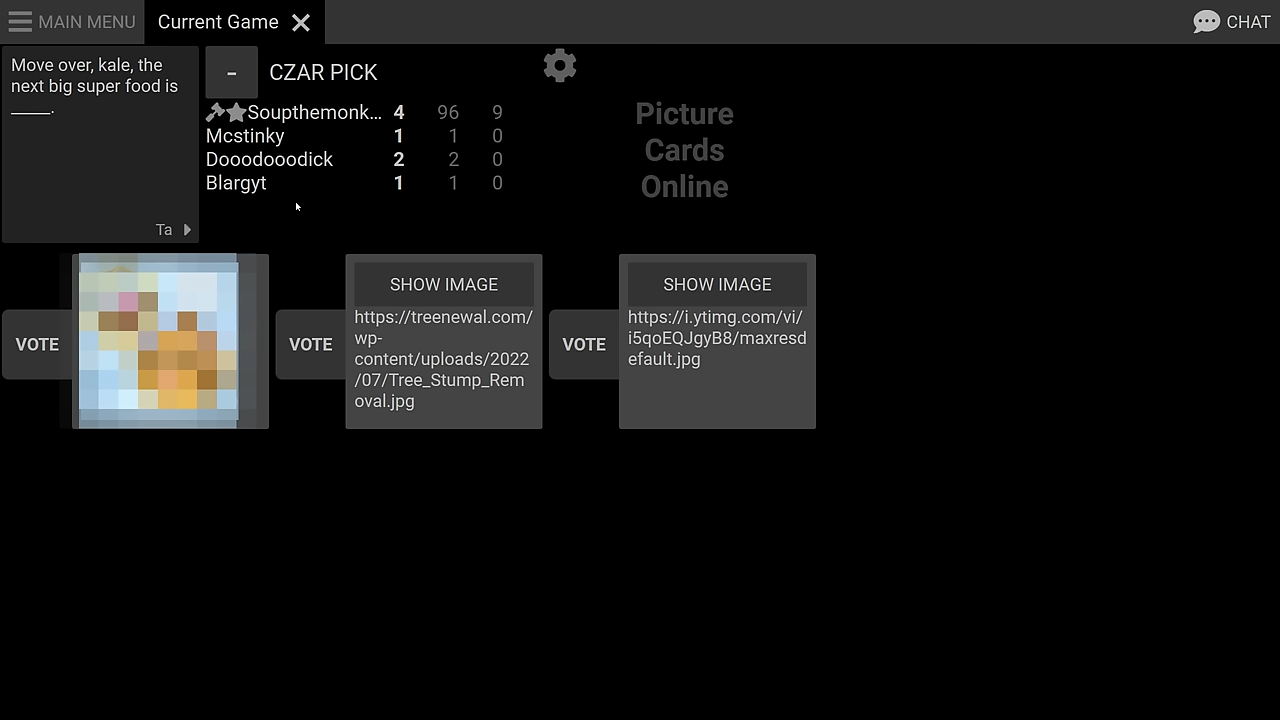 MAIN MENU
Current Game
CHAT
Move over, kale, the
next big super food is
_____.
Ta
-
CZAR PICK
Soupthemonk... 4 96 9
Mcstinky 1 1 0
Dooodooodick 2 2 0
Blargyt 1 1 0
Picture
Cards
Online
VOTE
VOTE
SHOW IMAGE
https://treenewal.com/
wp-
content/uploads/2022
/07/Tree_Stump_Rem
oval.jpg
VOTE
SHOW IMAGE
https://i.ytimg.com/vi/
i5qoEQJgyB8/maxresd
efault.jpg